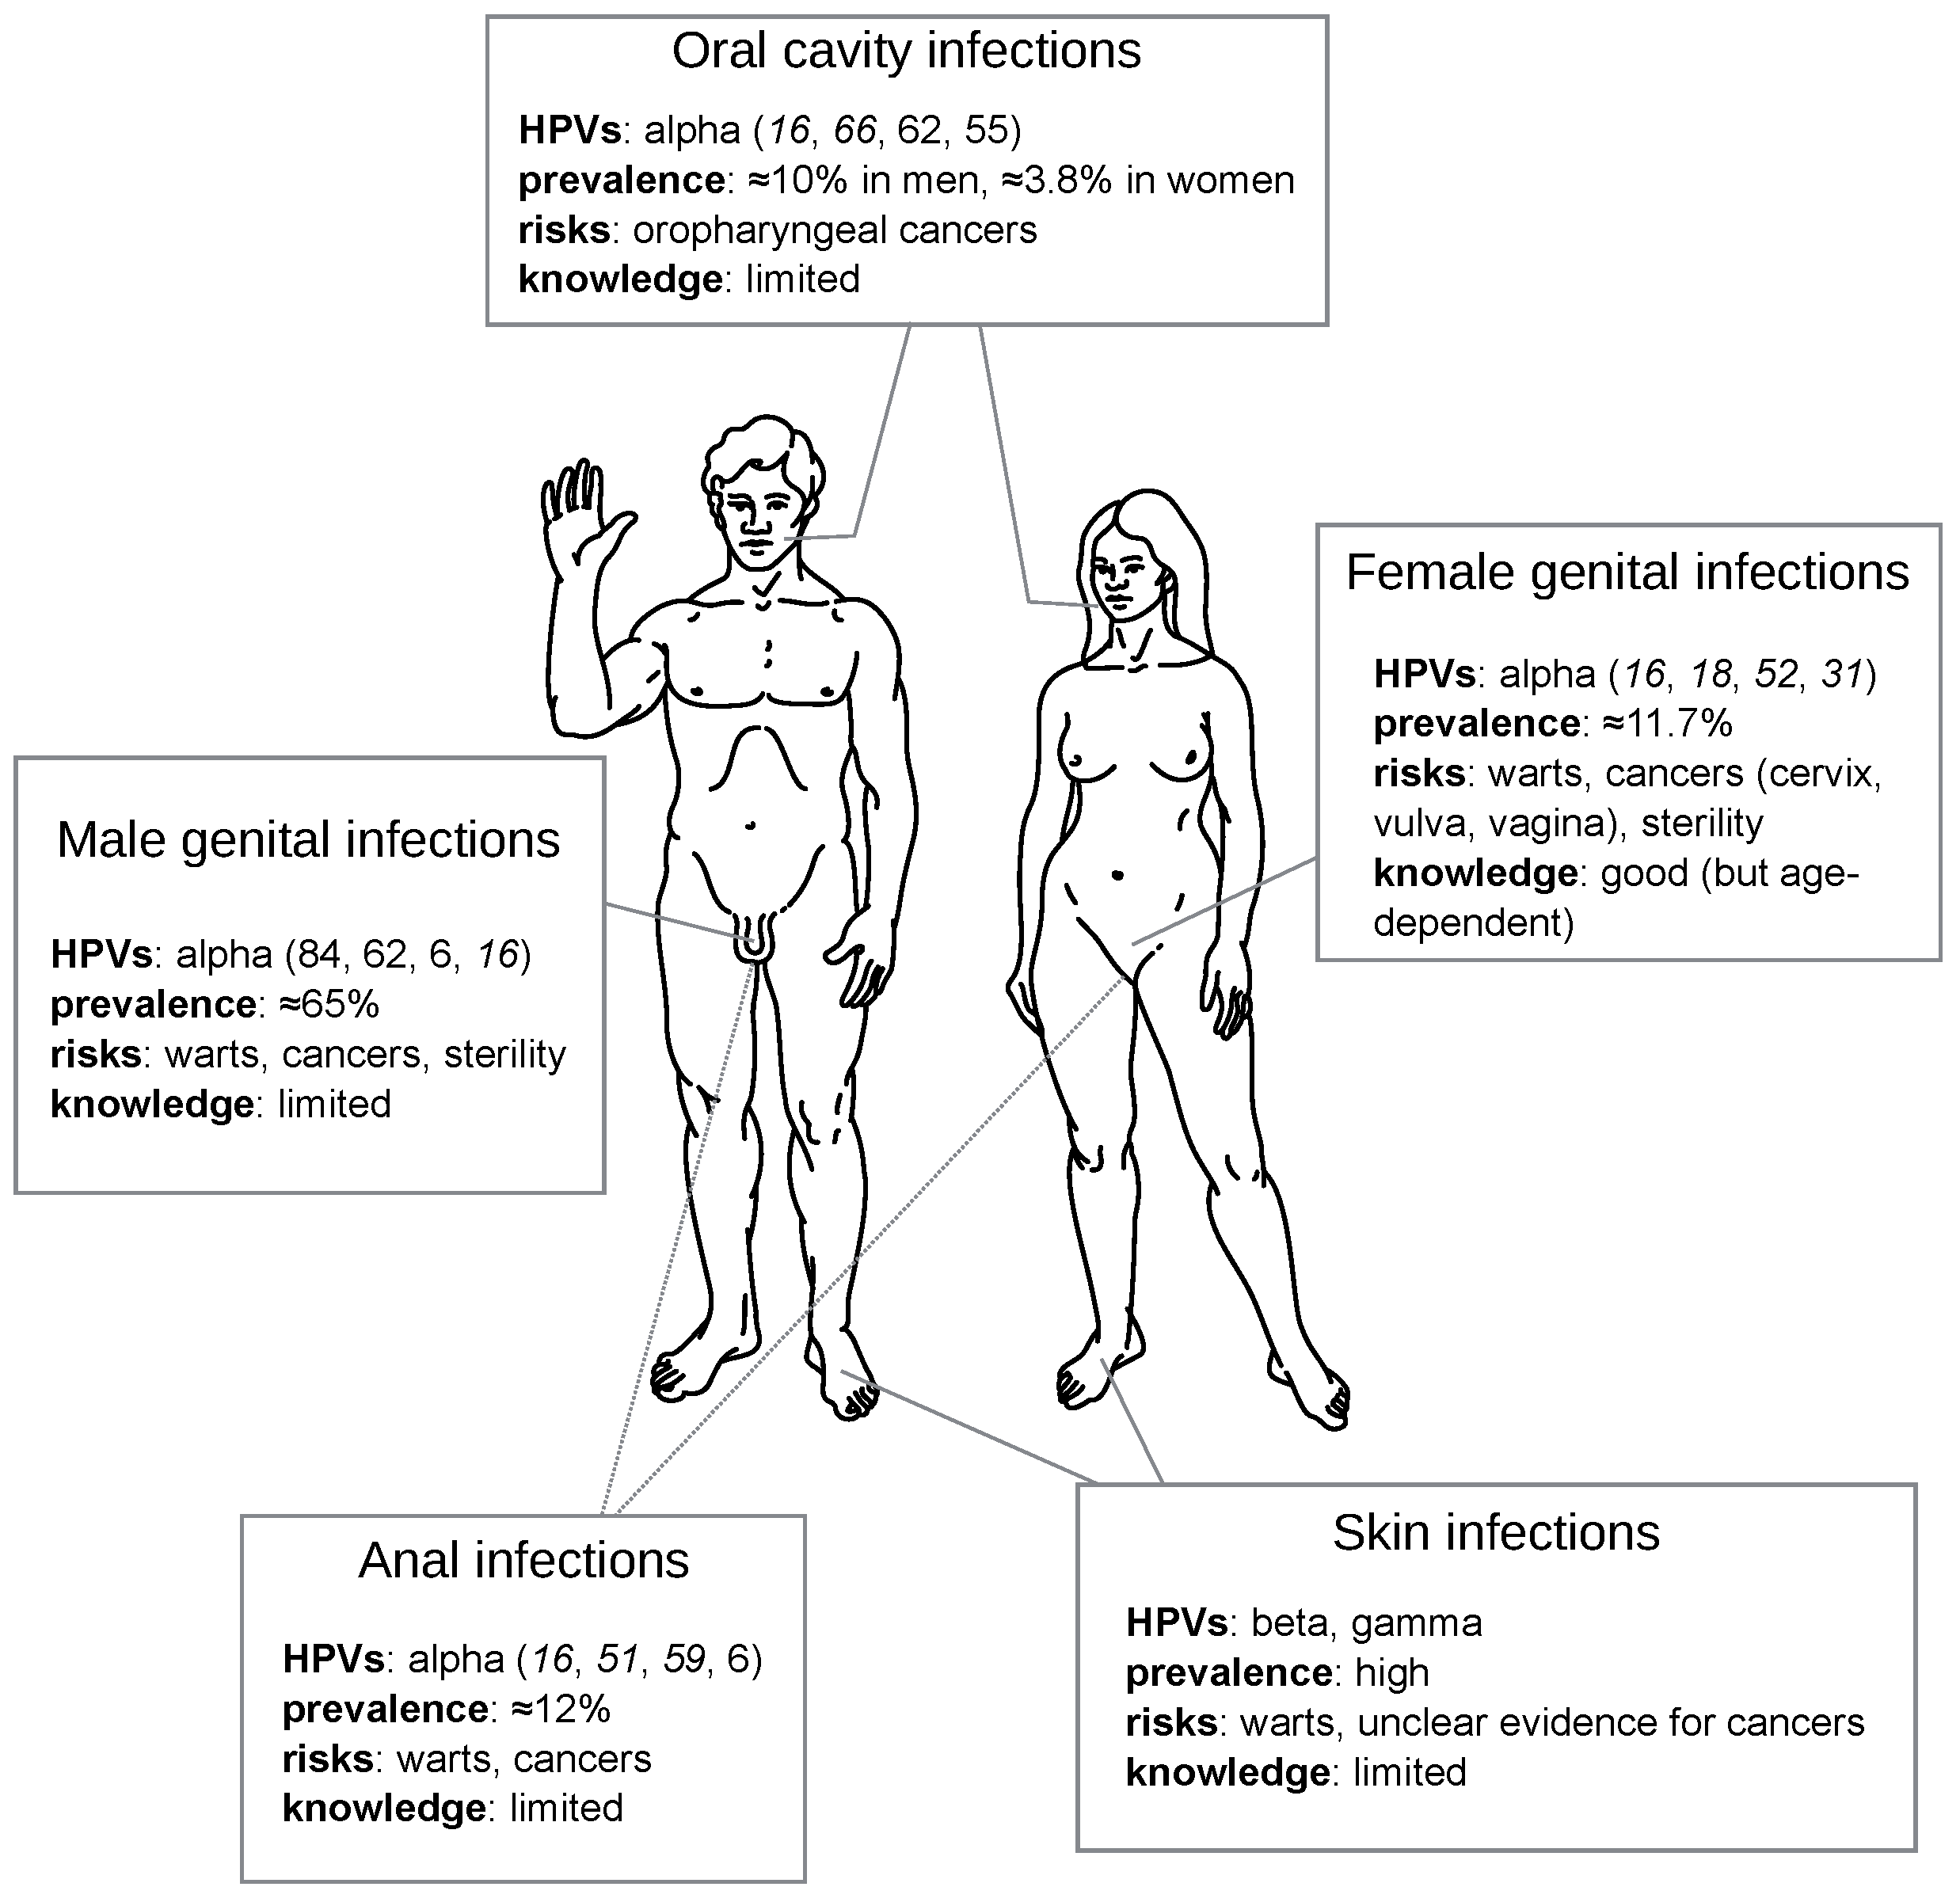 Oral cavity infections
HPVs: alpha (16, 66, 62, 55)
prevalence: ≈10% in men, ≈3.8% in women
risks: oropharyngeal cancers
knowledge: limited
Female genital infections
HPVs: alpha (16, 18, 52, 31)
prevalence: ≈11.7%
risks: warts, cancers (cervix,
vulva, vagina), sterility
knowledge: good (but age-
dependent)
Male genital infections
HPVs: alpha (84, 62, 6, 16)
prevalence: ≈65%
risks: warts, cancers, sterility
knowledge: limited
Anal infections
HPVs: alpha (16, 51, 59, 6)
prevalence: ≈12%
risks: warts, cancers
knowledge: limited
Skin infections
HPVs: beta, gamma
prevalence: high
risks: warts, unclear evidence for cancers
knowledge: limited